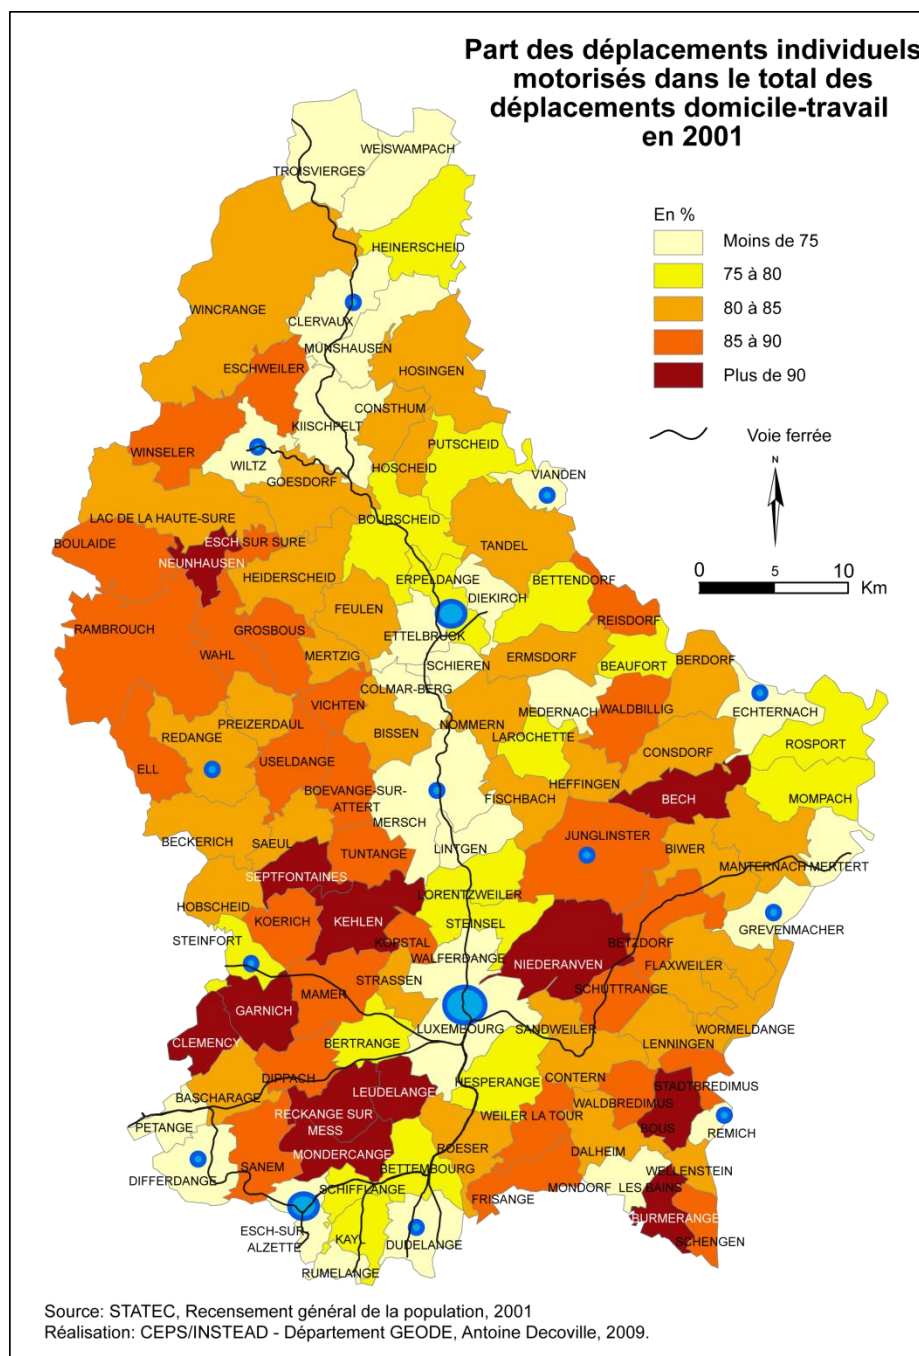 Part des déplacements individuels
motorisés dans le total des
déplacements domicile-travail
en 2001
En %
Moins de 75
75 à 80
80 à 85
85 à 90
Plus de 90
Voie ferrée
N
0 5 10
Km
WEISWAMPACH
TROISVIERGES
HEINERSCHEID
WINCRANGE
CLERVAUX
MUNSHAUSEN
ESCHWEILER
HOSINGEN
CONSTHUM
KIISCHPELT
PUTSCHEID
WINSELER
WILTZ
HOSCHEID
VIANDEN
GOESDORF
LAC DE LA HAUTE-SURE
BOURSCHEID
BOULAIDE
ESCH SUR SURE
TANDEL
NEUNHAUSEN
HEIDERSCHEID
ERPELDANGE
BETTENDORF
DIEKIRCH
FEULEN
REISDORF
RAMBROUCH
GROSBOUS
ETTELBRUCK
WAHL
MERTZIG
SCHIEREN
ERMSDORF
BEAUFORT
BERDORF
COLMAR-BERG
VICHTEN
MEDERNACH
WALDBILLIG
ECHTERNACH
PREIZERDAUL
REDANGE
BISSEN
NOMMERN
LAROCHETTE
CONSDORF
ROSPORT
ELL
USELDANGE
HEFFINGEN
BOEVANGE-SUR-
ATTERT
FISCHBACH
BECH
MOMPACH
MERSCH
BECKERICH
SAEUL
JUNGLINSTER
LINTGEN
BIWER
TUNTANGE
MANTERNACH
MERTERT
SEPTFONTAINES
HOBSCHEID
LORENTZWEILER
KOERICH
KEHLEN
STEINSEL
GREVENMACHER
STEINFORT
KOPSTAL
BETZDORF
WALFERDANGE
NIEDERANVEN
FLAXWEILER
STRASSEN
MAMER
SCHUTTRANGE
GARNICH
LUXEMBOURG
SANDWEILER
WORMELDANGE
CLEMENCY
BERTRANGE
LENNINGEN
DIPPACH
CONTERN
HESPERANGE
STADTBREDIMUS
BASCHARAGE
LEUDELANGE
WALDBREDIMUS
RECKANGE SUR
MESS
WEILER LA TOUR
PETANGE
BOUS
REMICH
ROESER
DALHEIM
MONDERCANGE
SANEM
BETTEMBOURG
WELLENSTEIN
DIFFERDANGE
SCHIFFLANGE
MONDORF LES BAINS
FRISANGE
BURMERANGE
ESCH-SUR-
ALZETTE
KAYL
DUDELANGE
SCHENGEN
RUMELANGE
Source: STATEC, Recensement général de la population, 2001
Réalisation: CEPS/INSTEAD - Département GEODE, Antoine Decoville, 2009.